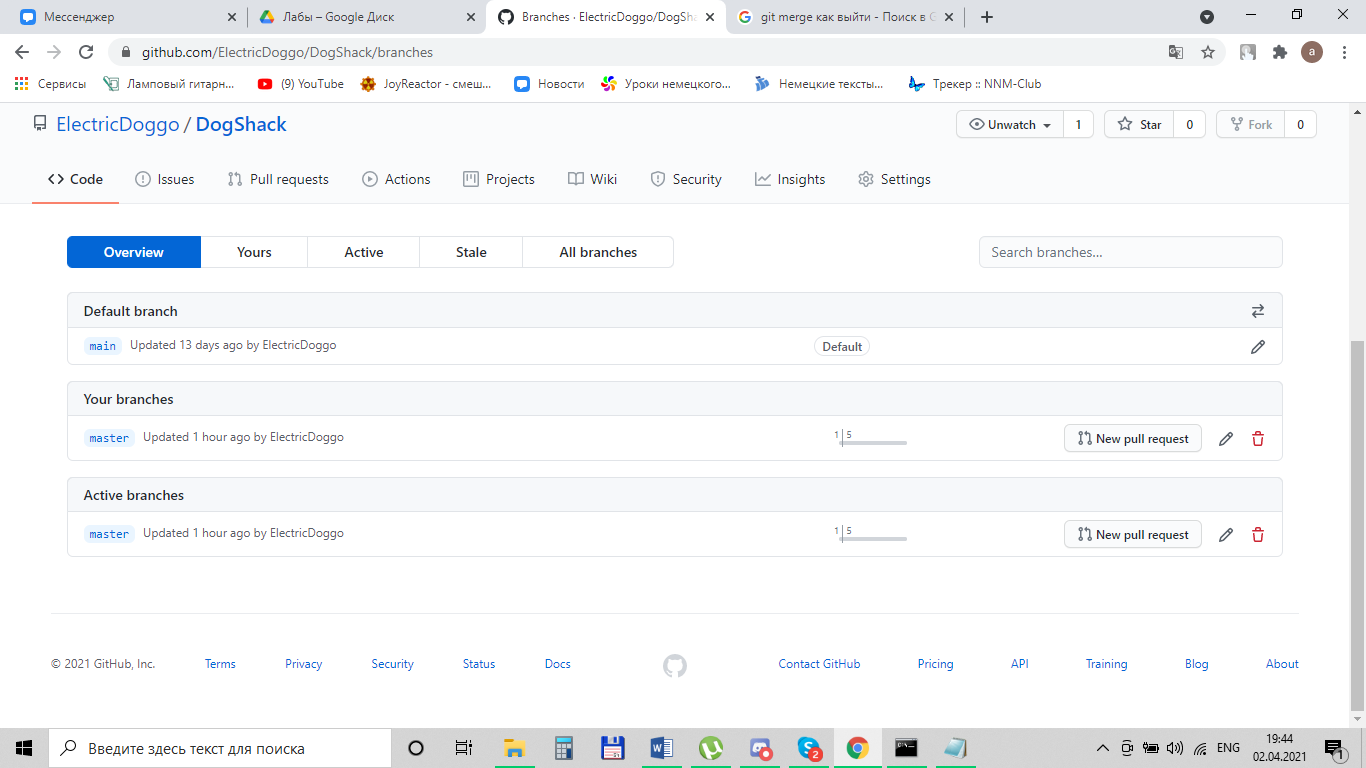 Мессенджер
Лабы – Google Диск
Branches · ElectricDoggo/DogSha
git merge как выйти - Поиск в G
github.com/ElectricDoggo/DogShack/branches
a
Сервисы
Ламповый гитарн...
(9) YouTube
JoyReactor - смеш...
Новости
Уроки немецкого...
Немецкие тексты...
Трекер :: NNM-Club
ElectricDoggo / DogShack
Unwatch 1
Star 0
Fork 0
Code
Issues
Pull requests
Actions
Projects
Wiki
Security
Insights
Settings
Overview
Yours
Active
Stale
All branches
Search branches...
Default branch
main Updated 13 days ago by ElectricDoggo Default
Your branches
master Updated 1 hour ago by ElectricDoggo 1 5 New pull request
Active branches
master Updated 1 hour ago by ElectricDoggo 1 5 New pull request
© 2021 GitHub, Inc.
Terms
Privacy
Security
Status
Docs
Contact GitHub
Pricing
API
Training
Blog
About
Введите здесь текст для поиска
2
ENG
19:44
02.04.2021
1